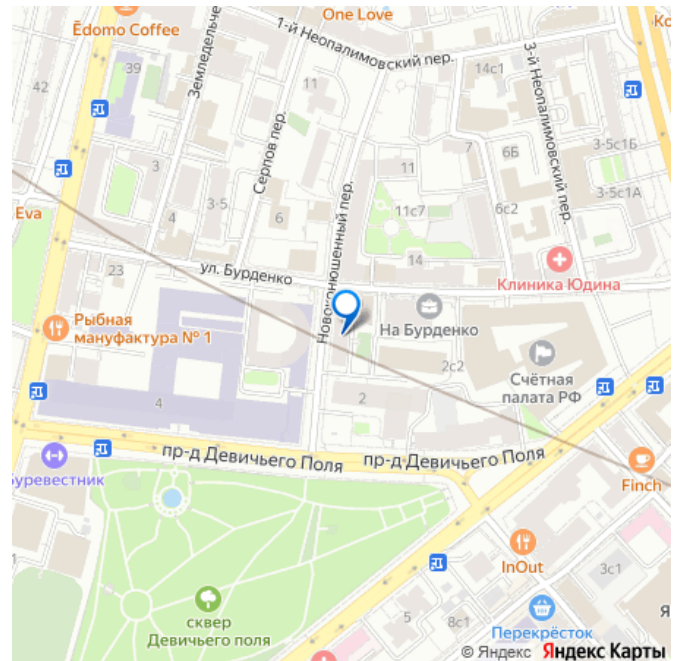 One Love
Ēdomo Coffee
1-й Неопалимовский пер.
Земледельче
39
42
11
14с1
3-й Неопалимовский пер.
Ко
3
Серпов пер.
11
7
6Б
3-5с1Б
3-5с1А
Eva
4
3-5
6
11с7
6с2
Новоконюшенный пер.
23
ул. Бурденко
14
Клиника Юдина
Рыбная
мануфактура № 1
На Бурденко
2с2
Счётная
палата РФ
4
2
пр-д Девичьего Поля
пр-д Девичьего Поля
Буревестник
Finch
InOut
3с1
1
сквер
Девичьего поля
5
8с1
Перекрёсток
Я
© Яндекс Яндекс Карты